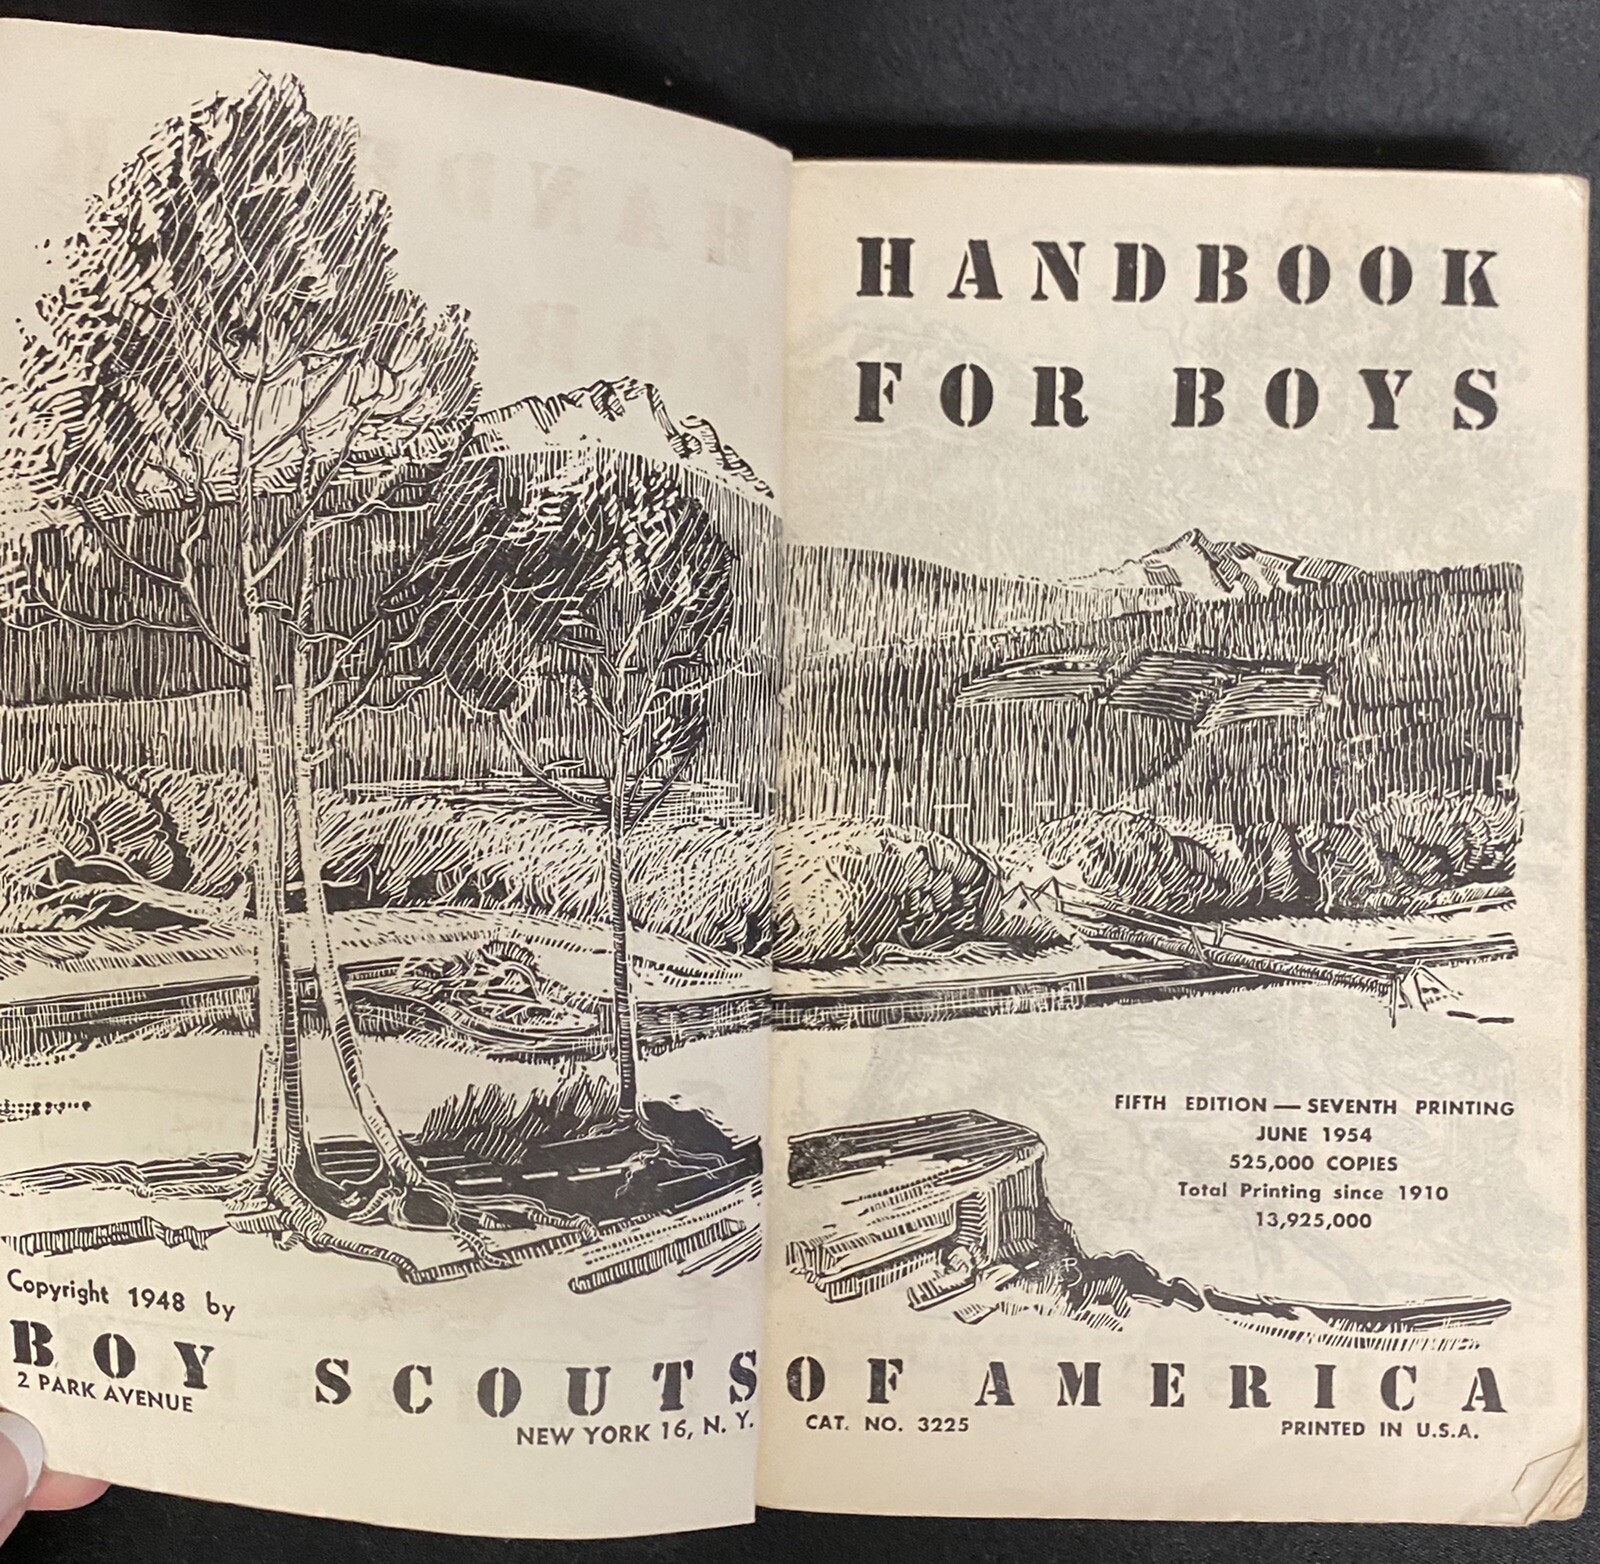 HANDBOOK
FOR BOYS
FIFTH EDITION — SEVENTH PRINTING
JUNE 1954
525,000 COPIES
Total Printing since 1910
13,925,000
Copyright 1948 by
BOY SCOUTS OF AMERICA
2 PARK AVENUE
NEW YORK 16, N. Y.
CAT. NO. 3225
PRINTED IN U.S.A.